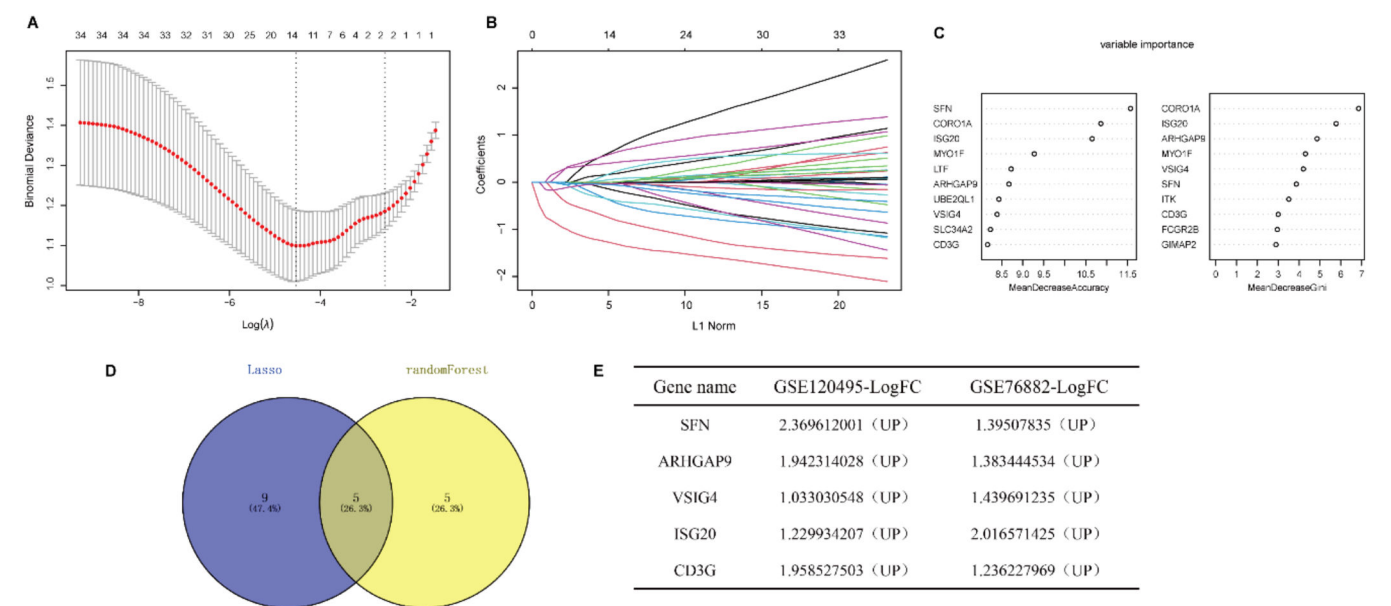 A
34 34 34 34 33 32 31 30 25 20 14 11 7 6 4 2 2 2 1 1 1
Binomial Deviance
1.5
1.4
1.3
1.2
1.1
1.0
−8 −6 −4 −2
Log(λ)
B
0 14 24 30 33
Coefficients
2
1
0
−1
−2
0 5 10 15 20
L1 Norm
C
variable importance
SFN
CORO1A
ISG20
MYO1F
LTF
ARHGAP9
UBE2QL1
VSIG4
SLC34A2
CD3G
8.5 9.0 9.5 10.5 11.5
MeanDecreaseAccuracy
CORO1A
ISG20
ARHGAP9
MYO1F
VSIG4
SFN
ITK
CD3G
FCGR2B
GIMAP2
0 1 2 3 4 5 6 7
MeanDecreaseGini
D
Lasso
randomForest
9
(47.4%)
5
(26.3%)
5
(26.3%)
E
Gene name GSE120495-LogFC GSE76882-LogFC
SFN 2.369612001（UP） 1.39507835（UP）
ARHGAP9 1.942314028（UP） 1.383444534（UP）
VSIG4 1.033030548（UP） 1.439691235（UP）
ISG20 1.229934207（UP） 2.016571425（UP）
CD3G 1.958527503（UP） 1.236227969（UP）